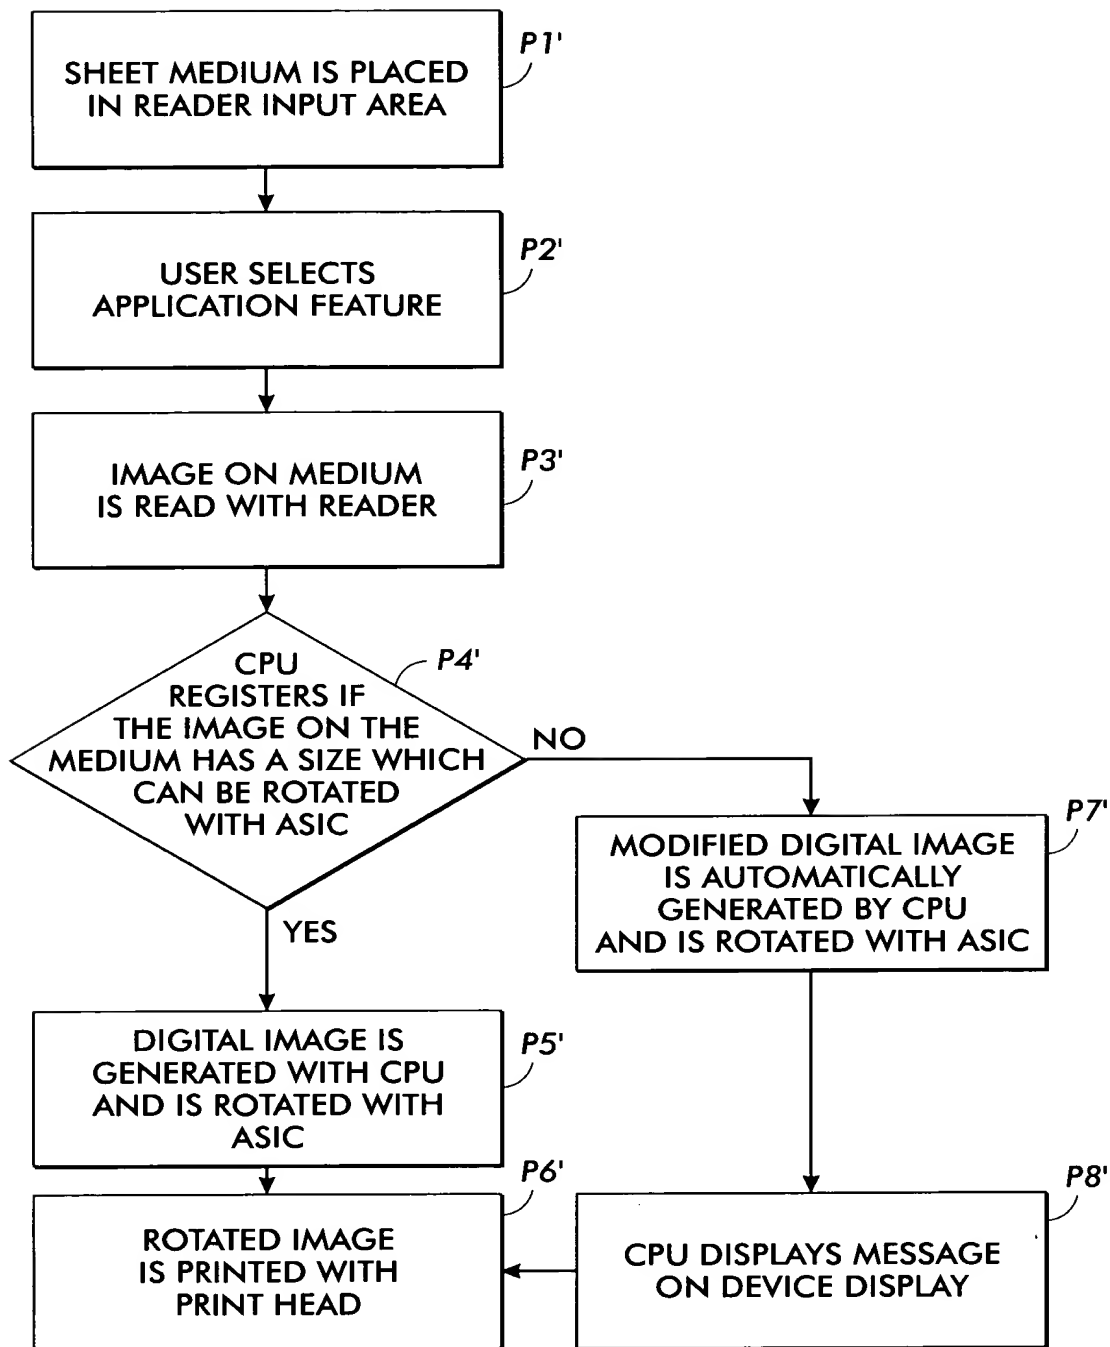 P1'
SHEET MEDIUM IS PLACED
IN READER INPUT AREA
P2'
USER SELECTS
APPLICATION FEATURE
P3'
IMAGE ON MEDIUM
IS READ WITH READER
P4'
CPU
REGISTERS IF
THE IMAGE ON THE
MEDIUM HAS A SIZE WHICH
CAN BE ROTATED
WITH ASIC
NO
YES
P7'
MODIFIED DIGITAL IMAGE
IS AUTOMATICALLY
GENERATED BY CPU
AND IS ROTATED WITH ASIC
P5'
DIGITAL IMAGE IS
GENERATED WITH CPU
AND IS ROTATED WITH
ASIC
P6'
ROTATED IMAGE
IS PRINTED WITH
PRINT HEAD
P8'
CPU DISPLAYS MESSAGE
ON DEVICE DISPLAY